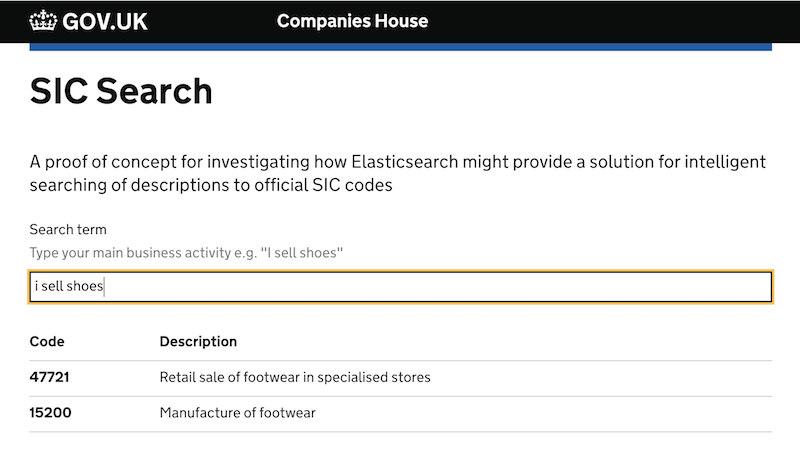 GOV.UK Companies House
SIC Search
A proof of concept for investigating how Elasticsearch might provide a solution for intelligent
searching of descriptions to official SIC codes
Search term
Type your main business activity e.g. "I sell shoes"
i sell shoes
Code Description
47721 Retail sale of footwear in specialised stores
15200 Manufacture of footwear